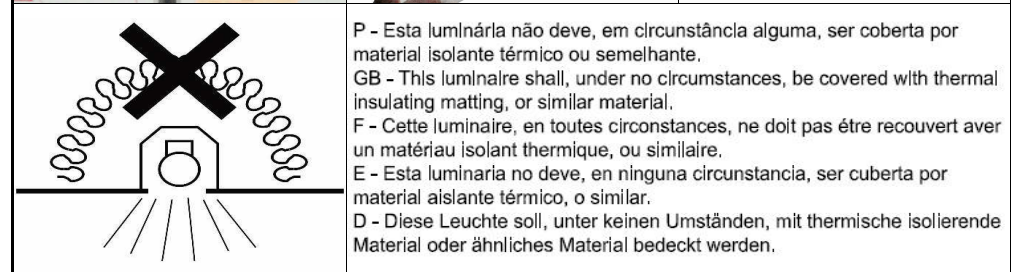 P - Esta luminária não deve, em circunstância alguma, ser coberta por
material isolante térmico ou semelhante.
GB - This luminaire shall, under no circumstances, be covered with thermal
insulating matting, or similar material.
F - Cette luminaire, en toutes circonstances, ne doit pas étre recouvert aver
un matériau isolant thermique, ou similaire.
E - Esta luminaria no deve, en ninguna circunstancia, ser cuberta por
material aislante térmico, o similar.
D - Diese Leuchte soll, unter keinen Umständen, mit thermische isolierende
Material oder ähnliches Material bedeckt werden.